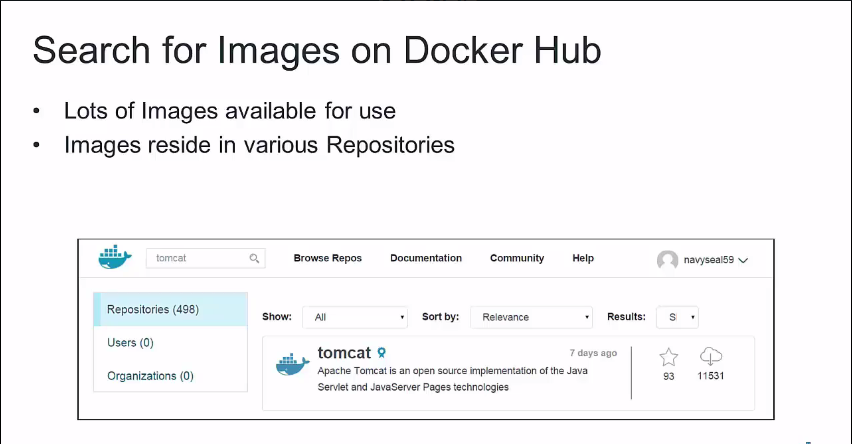 Search for Images on Docker Hub
• Lots of Images available for use
• Images reside in various Repositories
tomcat
Browse Repos
Documentation
Community
Help
navyseal59
Repositories (498)
Users (0)
Organizations (0)
Show:
All
Sort by:
Relevance
Results:
tomcat
7 days ago
Apache Tomcat is an open source implementation of the Java
Servlet and JavaServer Pages technologies
93
11531